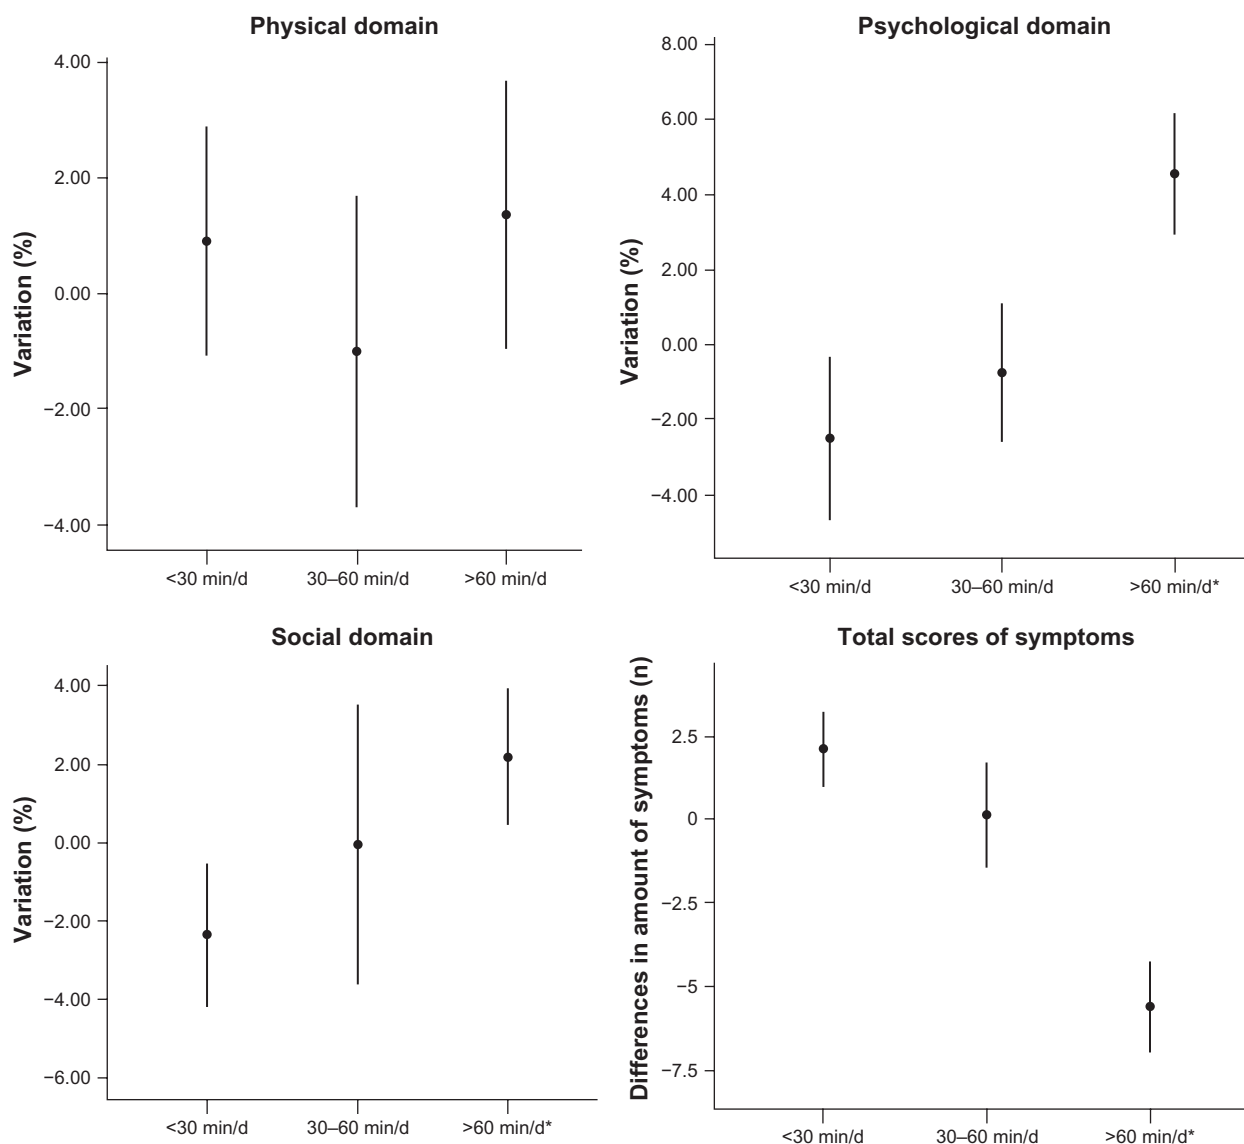 Physical domain
Variation (%)
4.00
2.00
0.00
−2.00
−4.00
<30 min/d
30–60 min/d
>60 min/d
Psychological domain
Variation (%)
8.00
6.00
4.00
2.00
0.00
−2.00
−4.00
<30 min/d
30–60 min/d
>60 min/d*
Social domain
Variation (%)
4.00
2.00
0.00
−2.00
−4.00
−6.00
<30 min/d
30–60 min/d
>60 min/d*
Total scores of symptoms
Differences in amount of symptoms (n)
2.5
0
−2.5
−5
−7.5
<30 min/d
30–60 min/d
>60 min/d*